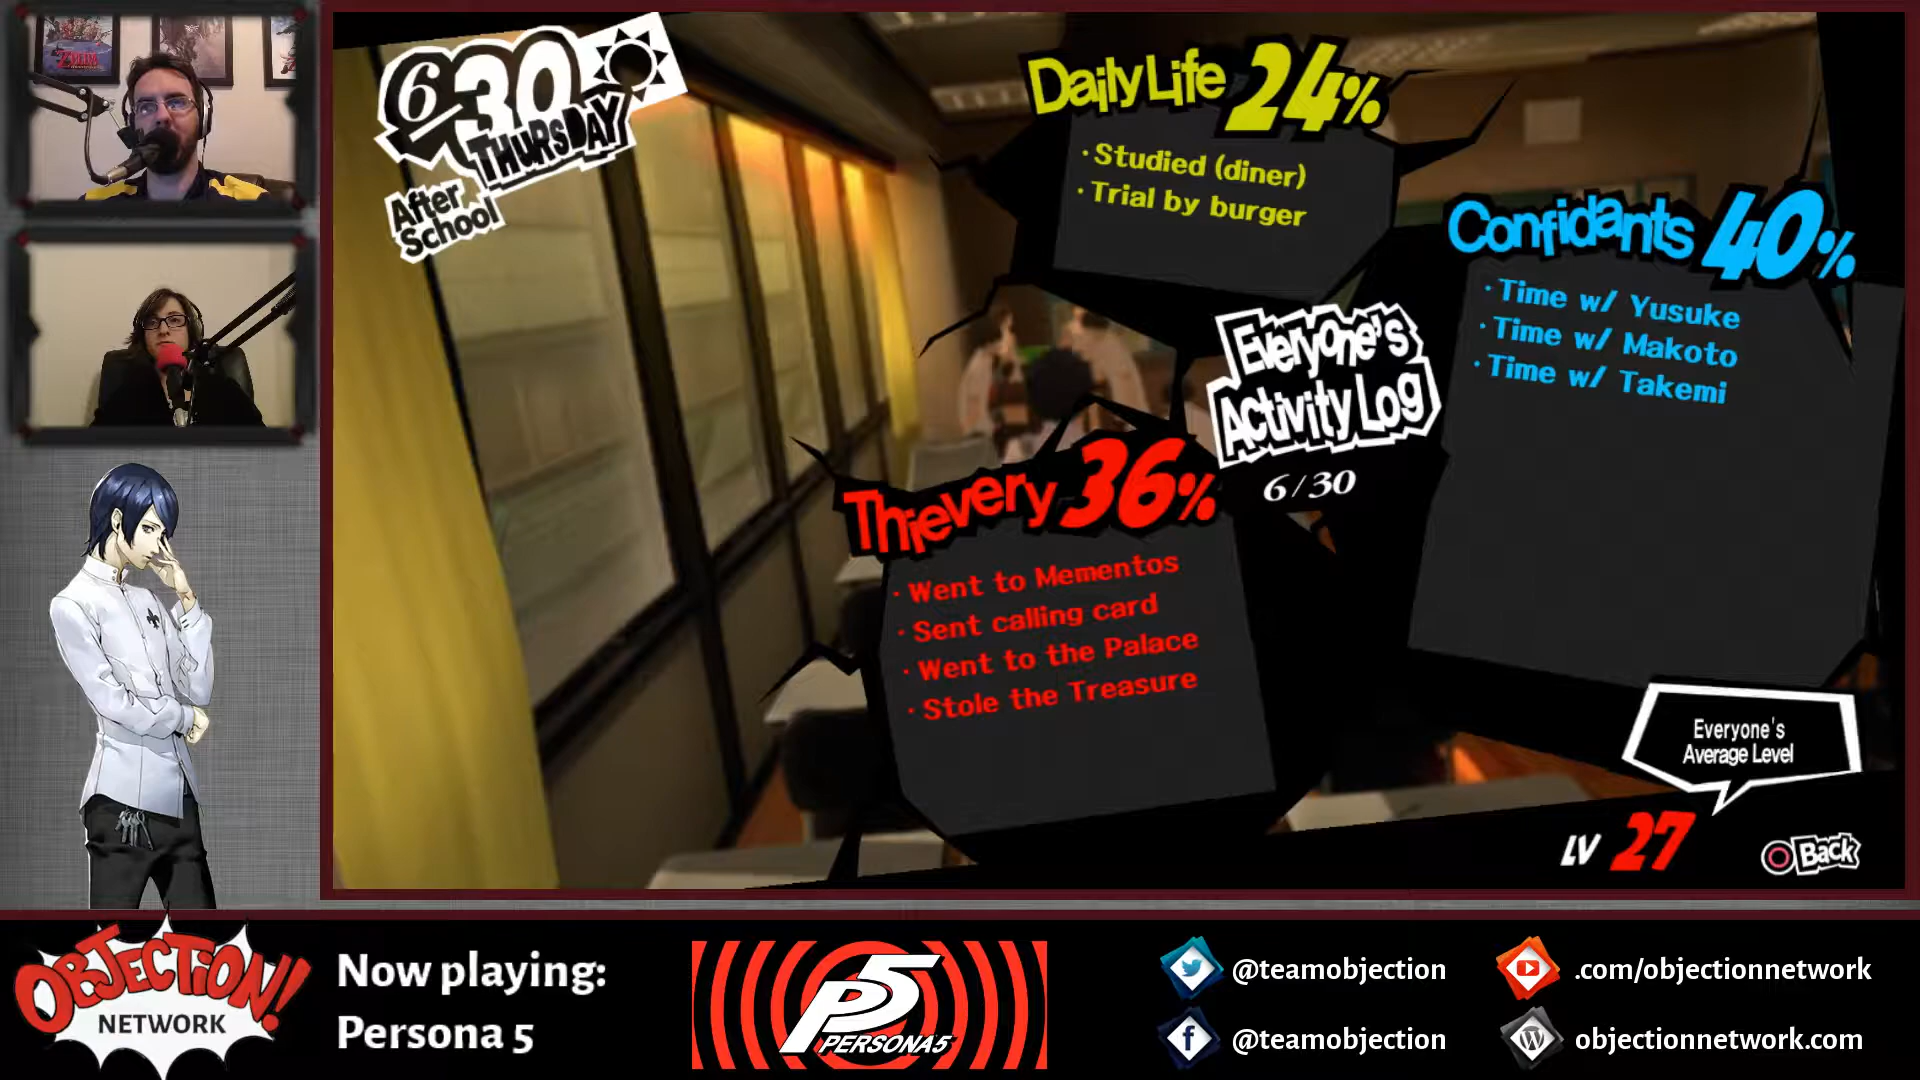 ZELDA
6/30
THURSDAY
After
School
Daily Life 24%
· Studied (diner)
· Trial by burger
Confidants 40%
· Time w/ Yusuke
· Time w/ Makoto
· Time w/ Takemi
Everyone's
Activity Log
6/30
Thievery 36%
· Went to Mementos
· Sent calling card
· Went to the Palace
· Stole the Treasure
Everyone's
Average Level
LV 27
Back
OBJECTION!
NETWORK
Now playing:
Persona 5
P5
PERSONA5
@teamobjection
@teamobjection
.com/objectionnetwork
objectionnetwork.com